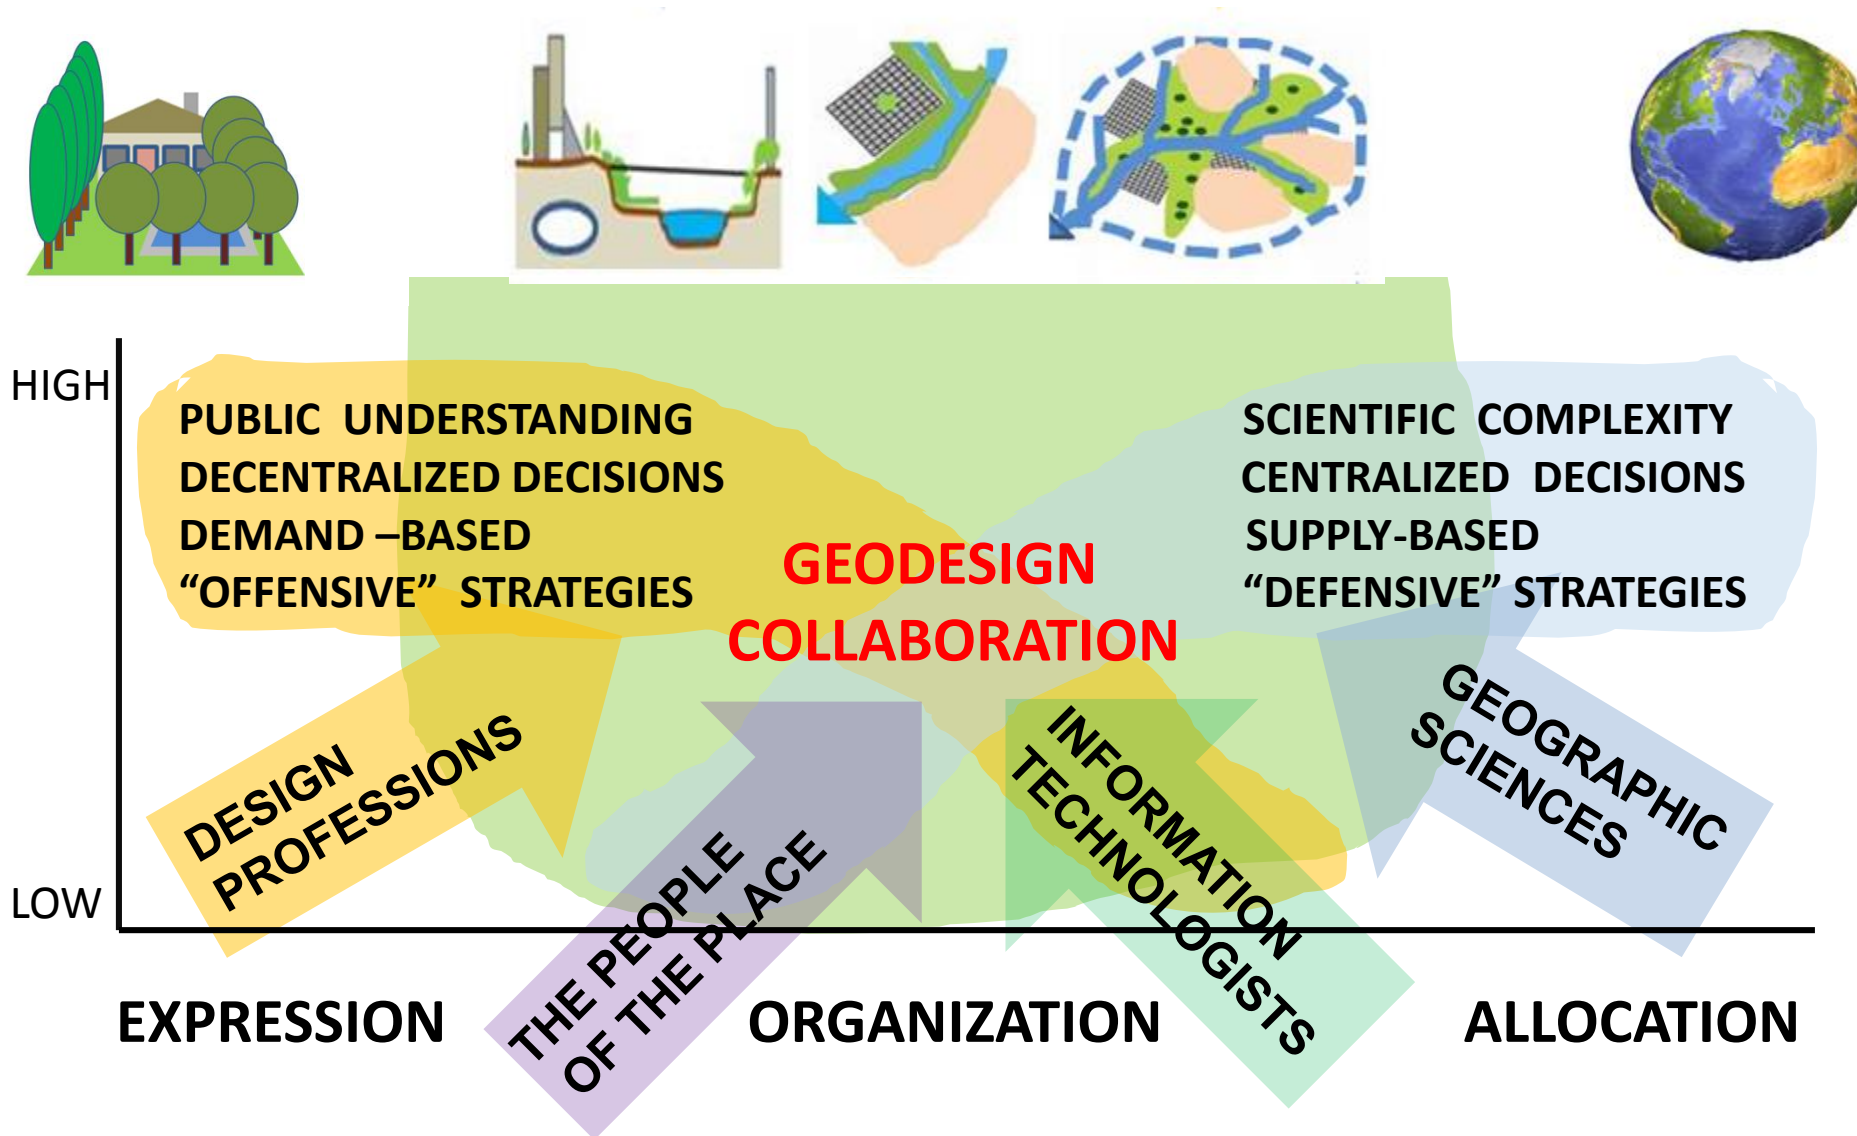 HIGH
PUBLIC UNDERSTANDING
DECENTRALIZED DECISIONS
DEMAND –BASED
“OFFENSIVE” STRATEGIES
SCIENTIFIC COMPLEXITY
CENTRALIZED DECISIONS
SUPPLY-BASED
“DEFENSIVE” STRATEGIES
GEODESIGN
COLLABORATION
DESIGN
PROFESSIONS
THE PEOPLE
OF THE PLACE
INFORMATION
TECHNOLOGISTS
GEOGRAPHIC
SCIENCES
LOW
EXPRESSION
ORGANIZATION
ALLOCATION